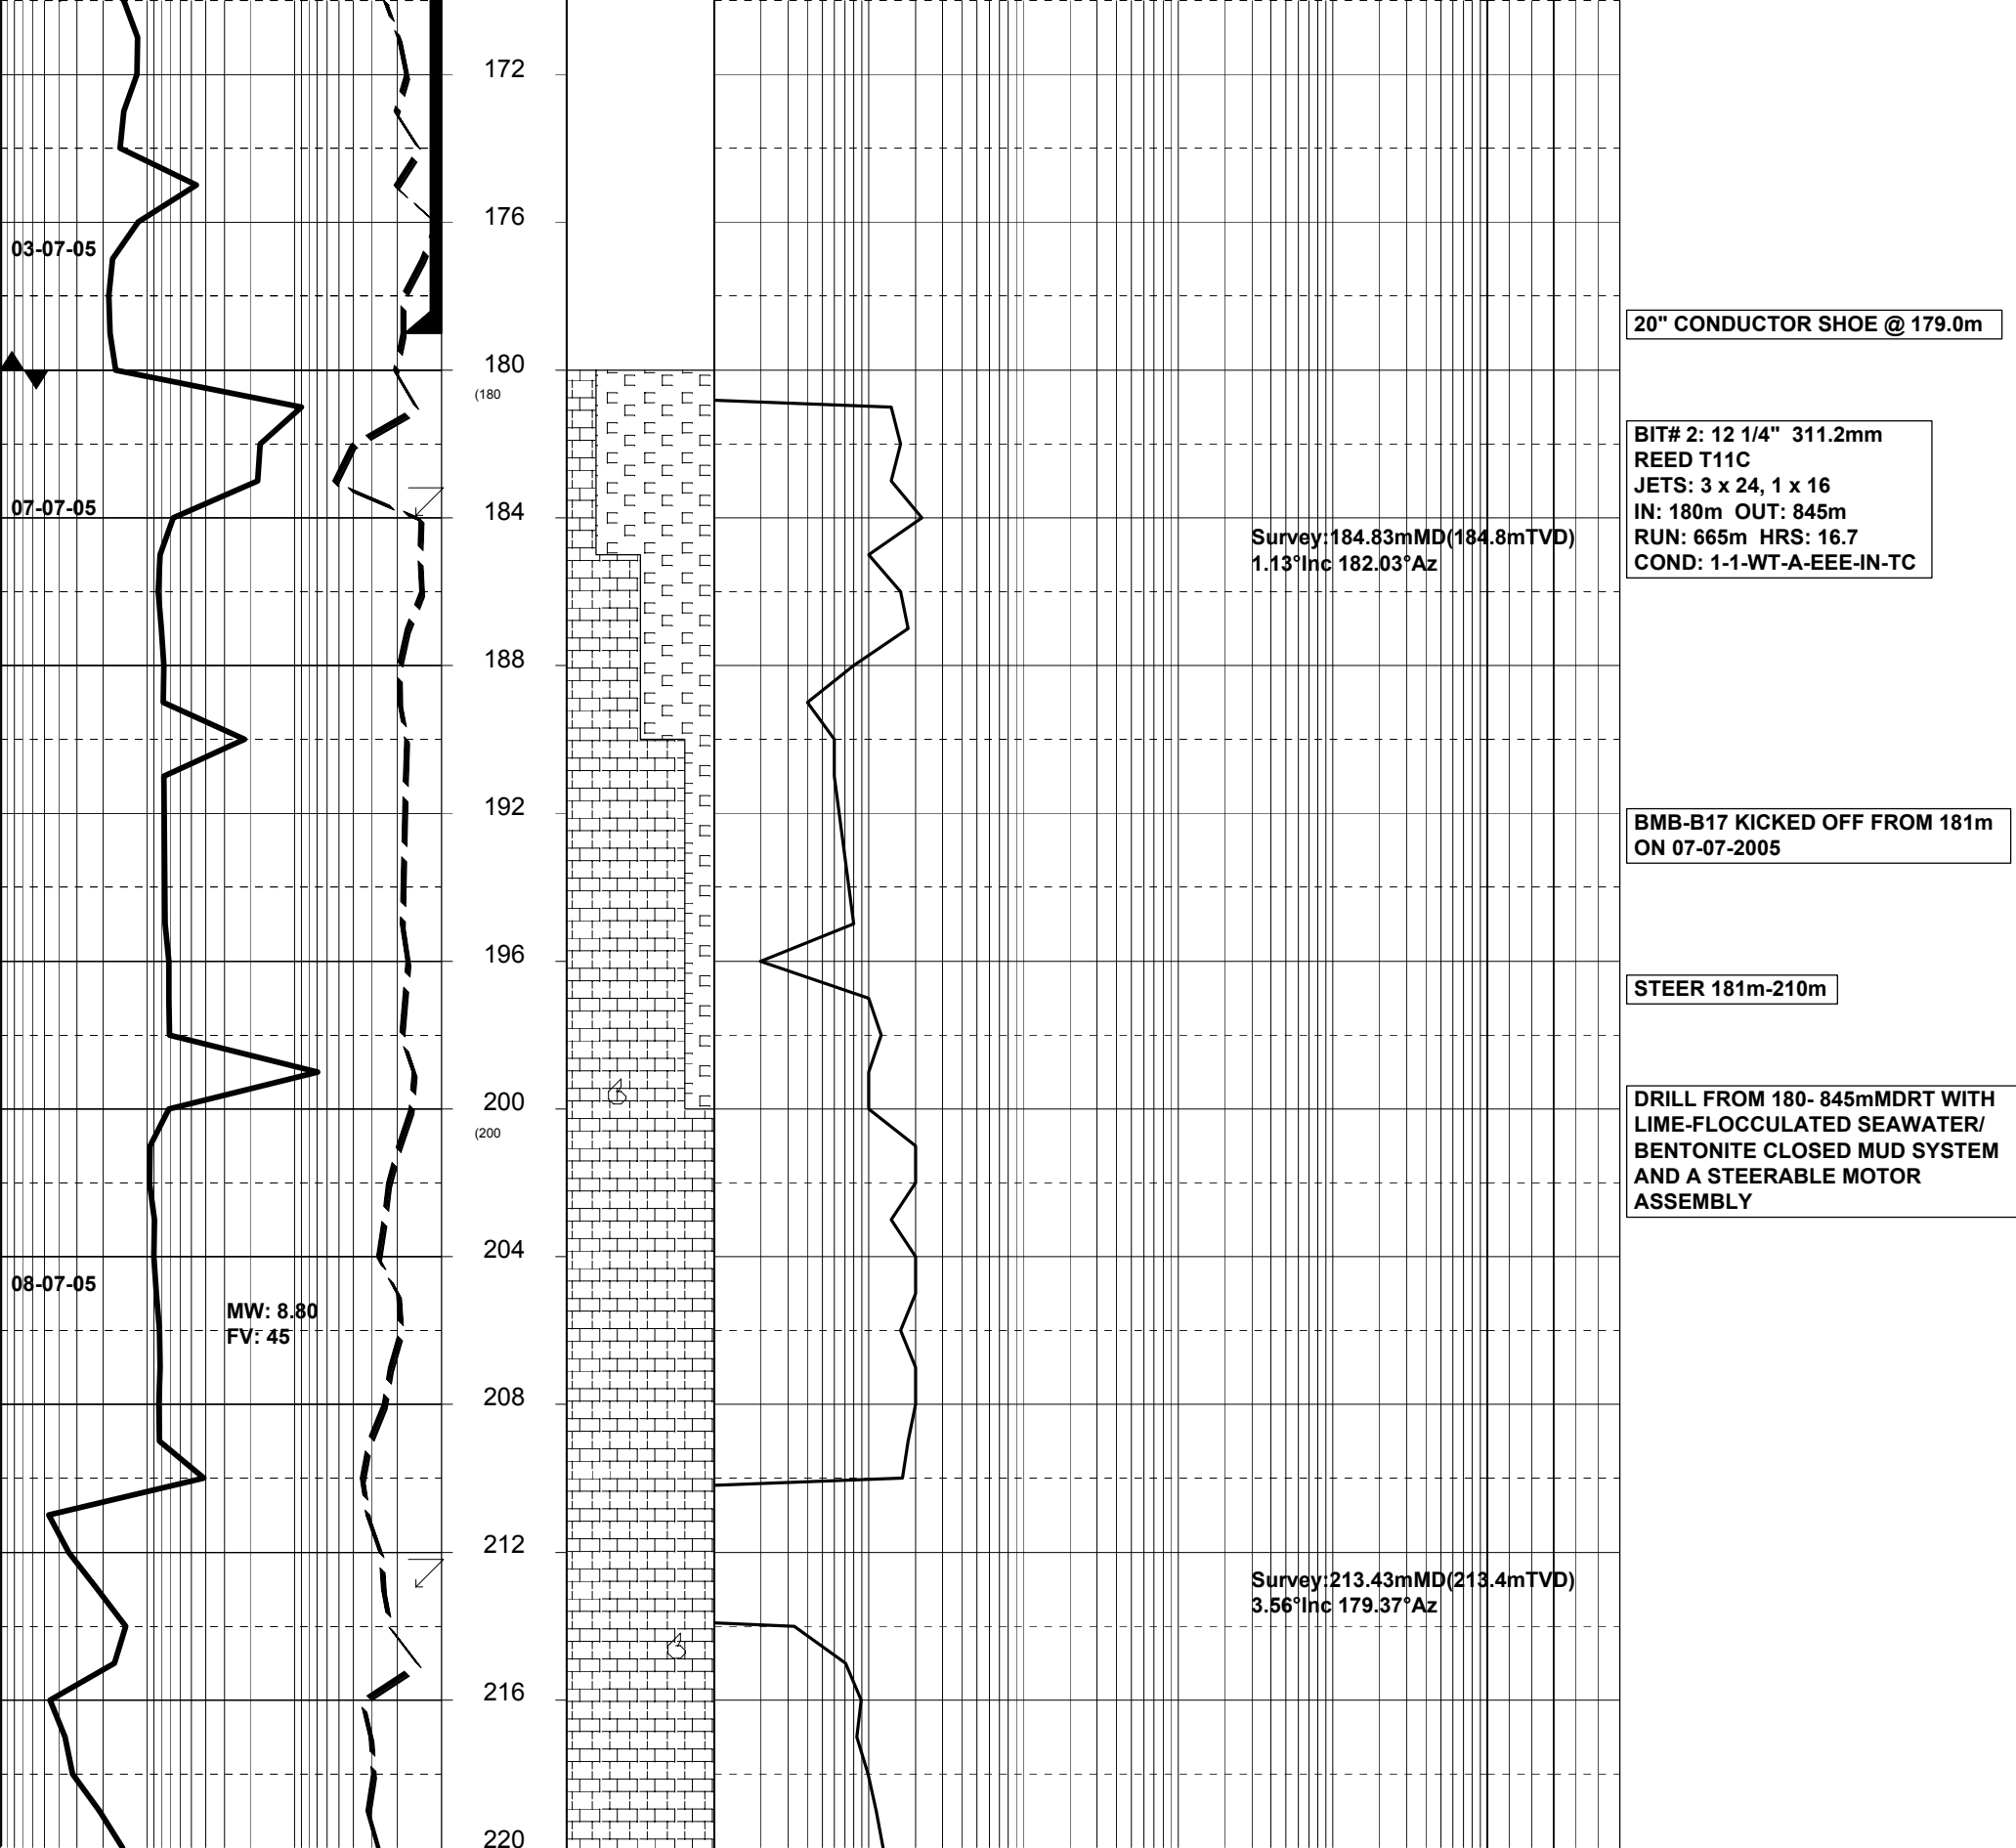 172
176
03-07-05
20" CONDUCTOR SHOE @ 179.0m
180
(180
BIT# 2: 12 1/4" 311.2mm
REED T11C
JETS: 3 x 24, 1 x 16
IN: 180m OUT: 845m
RUN: 665m HRS: 16.7
COND: 1-1-WT-A-EEE-IN-TC
07-07-05
184
Survey:184.83mMD(184.8mTVD)
1.13°Inc 182.03°Az
188
192
BMB-B17 KICKED OFF FROM 181m
ON 07-07-2005
196
STEER 181m-210m
200
(200
DRILL FROM 180- 845mMDRT WITH
LIME-FLOCCULATED SEAWATER/
BENTONITE CLOSED MUD SYSTEM
AND A STEERABLE MOTOR
ASSEMBLY
204
08-07-05
MW: 8.80
FV: 45
208
212
Survey:213.43mMD(213.4mTVD)
3.56°Inc 179.37°Az
216
220